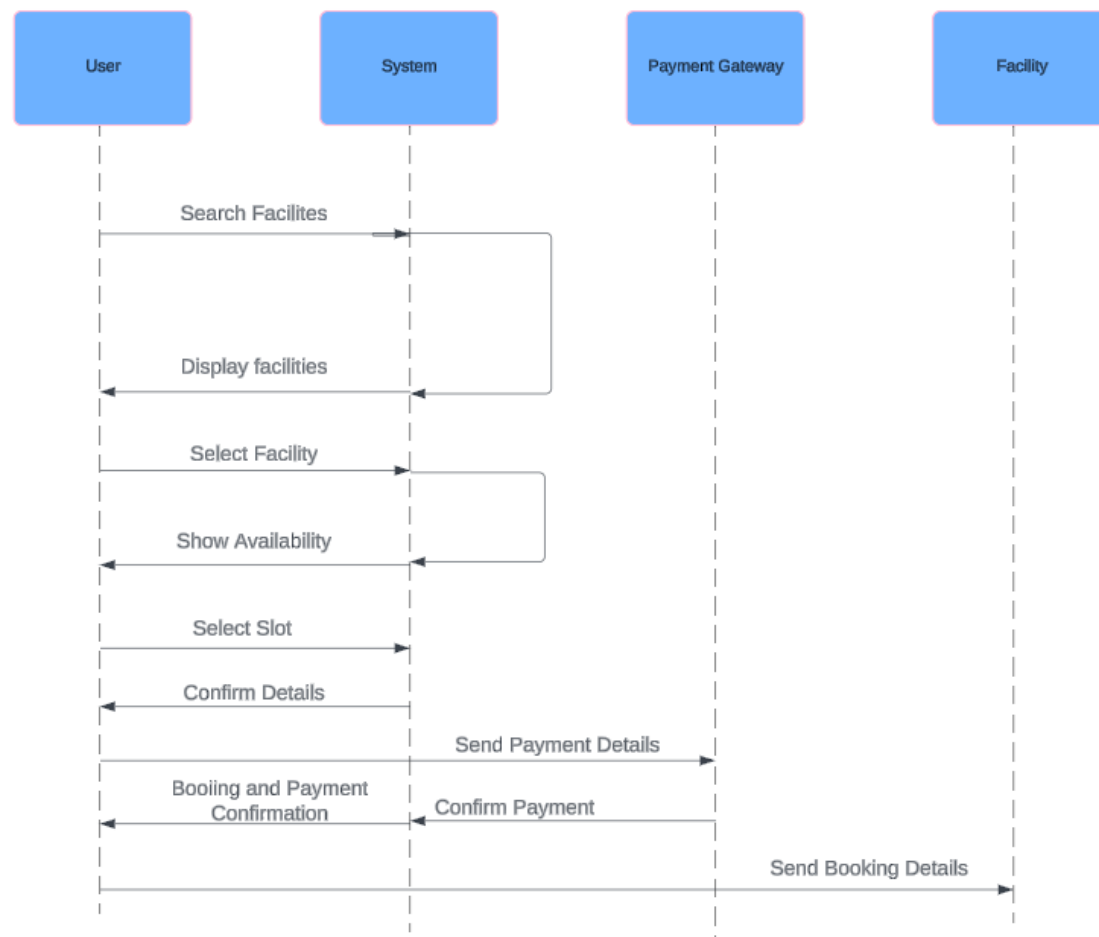 User
System
Payment Gateway
Facility
Search Facilites
Display facilities
Select Facility
Show Availability
Select Slot
Confirm Details
Send Payment Details
Booiing and Payment
Confirmation
Confirm Payment
Send Booking Details